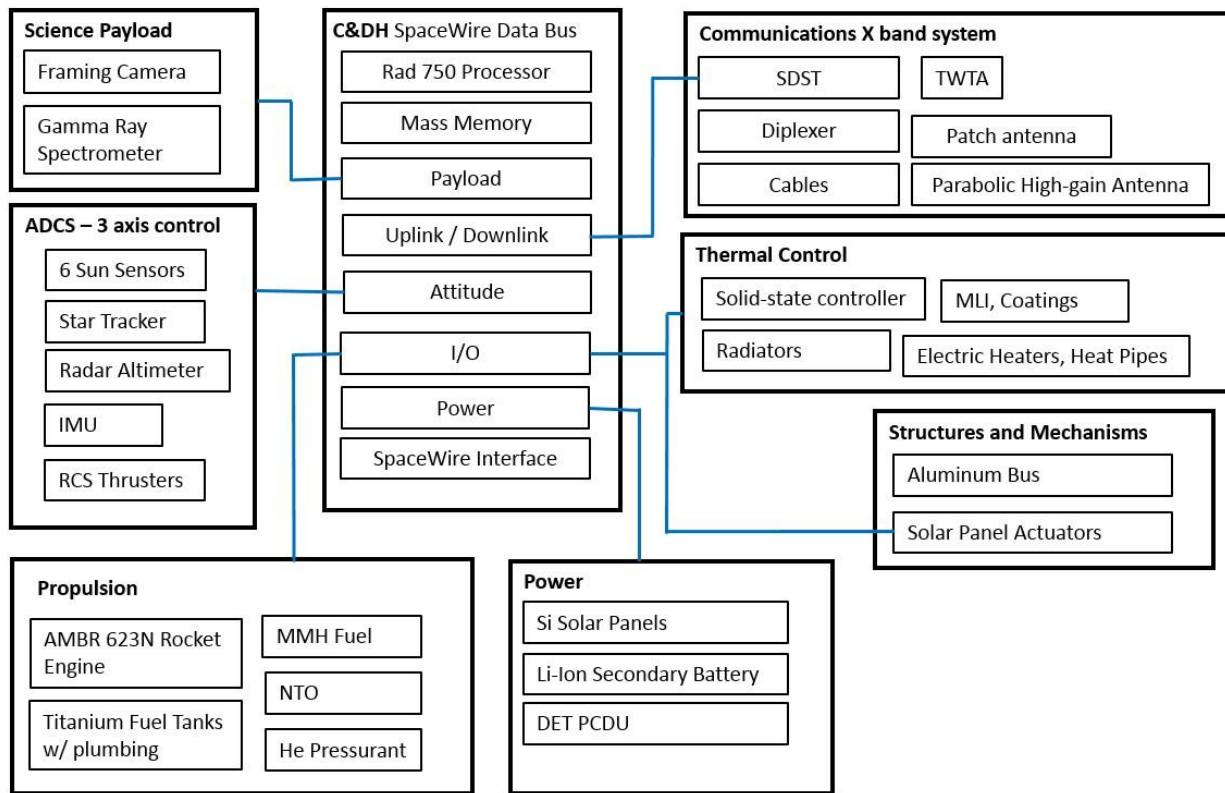 Science Payload
Framing Camera
Gamma Ray
Spectrometer
ADCS – 3 axis control
6 Sun Sensors
Star Tracker
Radar Altimeter
IMU
RCS Thrusters
C&DH SpaceWire Data Bus
Rad 750 Processor
Mass Memory
Payload
Uplink / Downlink
Attitude
I/O
Power
SpaceWire Interface
Communications X band system
SDST
TWTA
Diplexer
Patch antenna
Cables
Parabolic High-gain Antenna
Thermal Control
Solid-state controller
MLI, Coatings
Radiators
Electric Heaters, Heat Pipes
Structures and Mechanisms
Aluminum Bus
Solar Panel Actuators
Propulsion
AMBR 623N Rocket
Engine
MMH Fuel
NTO
Titanium Fuel Tanks
w/ plumbing
He Pressurant
Power
Si Solar Panels
Li-Ion Secondary Battery
DET PCDU